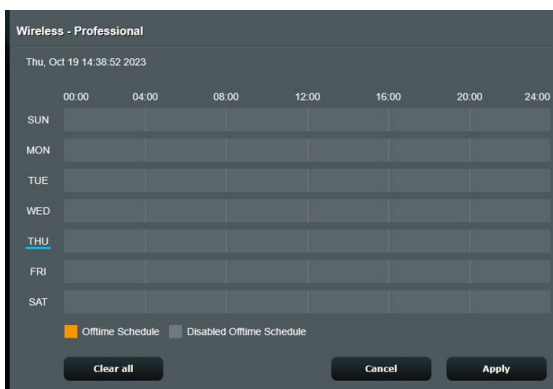 Wireless - Professional
Thu, Oct 19 14:38:52 2023
00:00 04:00 08:00 12:00 16:00 20:00 24:00
SUN
MON
TUE
WED
THU
FRI
SAT
Offtime Schedule Disabled Offtime Schedule
Clear all Cancel Apply